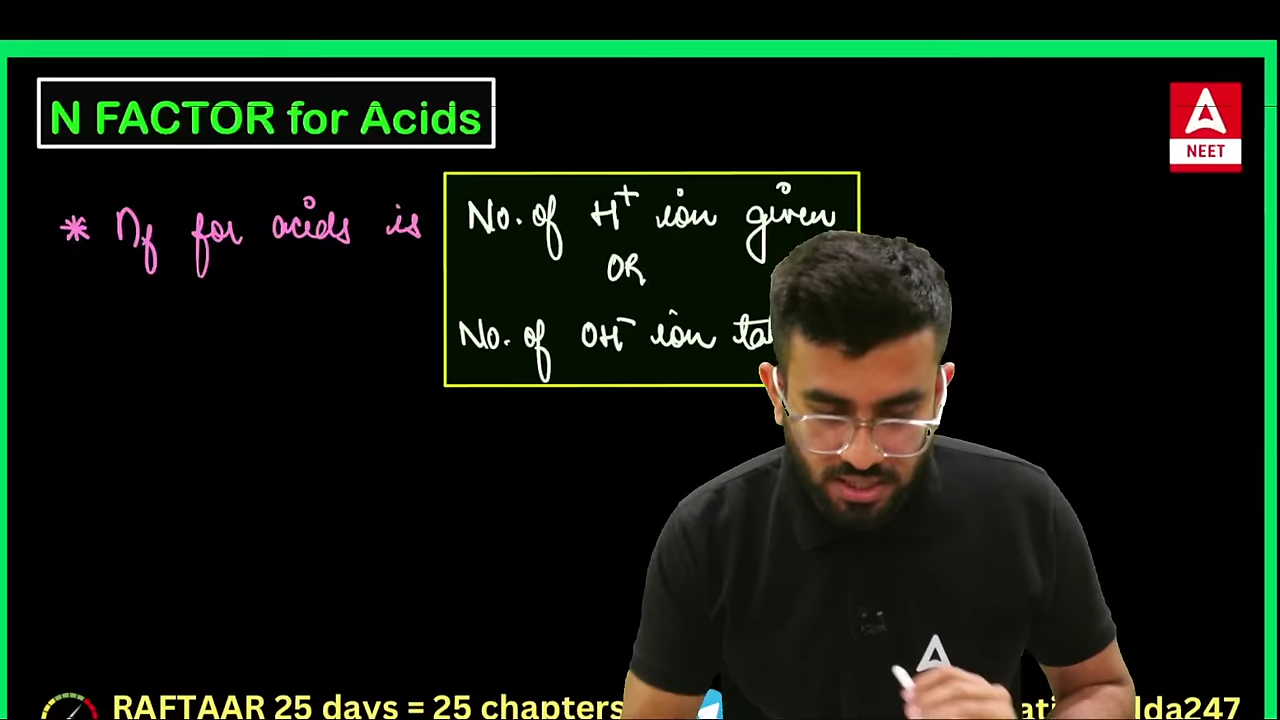 N FACTOR for Acids
NEET
* nf for acids is
No. of H+ ion given
OR
No. of OH- ion
RAFTAAR 25 days = 25 chapters